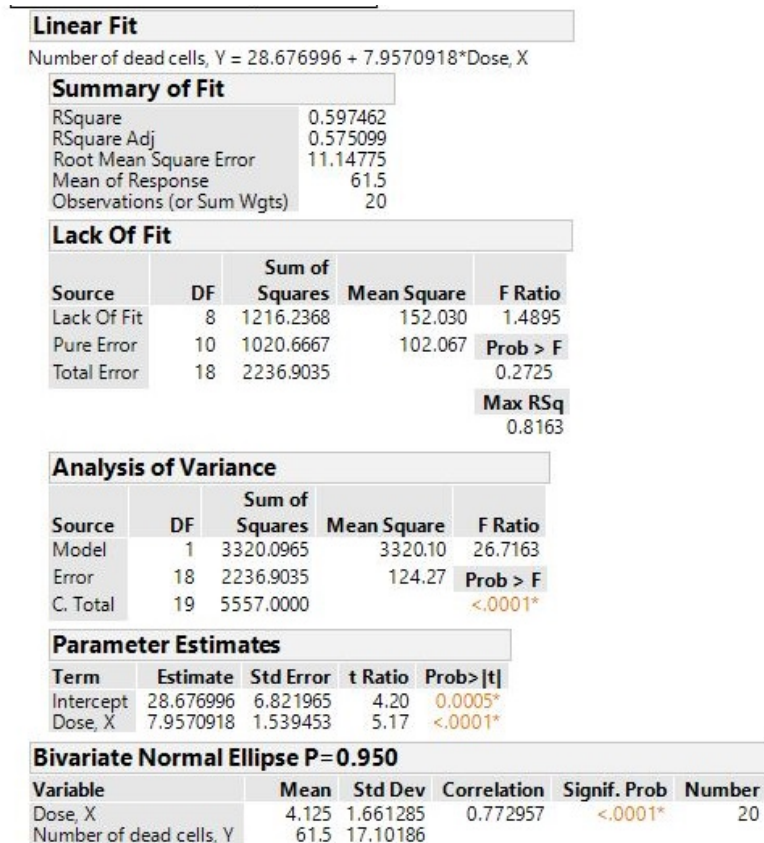 Linear Fit
Number of dead cells, Y = 28.676996 + 7.9570918*Dose, X
Summary of Fit
RSquare 0.597462
RSquare Adj 0.575099
Root Mean Square Error 11.14775
Mean of Response 61.5
Observations (or Sum Wgts) 20
Lack Of Fit
Sum of
Source DF Squares Mean Square F Ratio
Lack Of Fit 8 1216.2368 152.030 1.4895
Pure Error 10 1020.6667 102.067 Prob > F
Total Error 18 2236.9035 0.2725
Max RSq
0.8163
Analysis of Variance
Sum of
Source DF Squares Mean Square F Ratio
Model 1 3320.0965 3320.10 26.7163
Error 18 2236.9035 124.27 Prob > F
C. Total 19 5557.0000 <.0001*
Parameter Estimates
Term Estimate Std Error t Ratio Prob>|t|
Intercept 28.676996 6.821965 4.20 0.0005*
Dose, X 7.9570918 1.539453 5.17 <.0001*
Bivariate Normal Ellipse P=0.950
Variable Mean Std Dev Correlation Signif. Prob Number
Dose, X 4.125 1.661285 0.772957 <.0001* 20
Number of dead cells, Y 61.5 17.10186